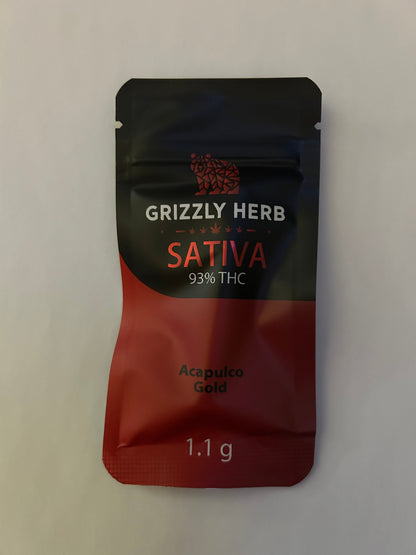 GRIZZLY HERB
SATIVA
93% THC
Acapulco
Gold
1.1 g